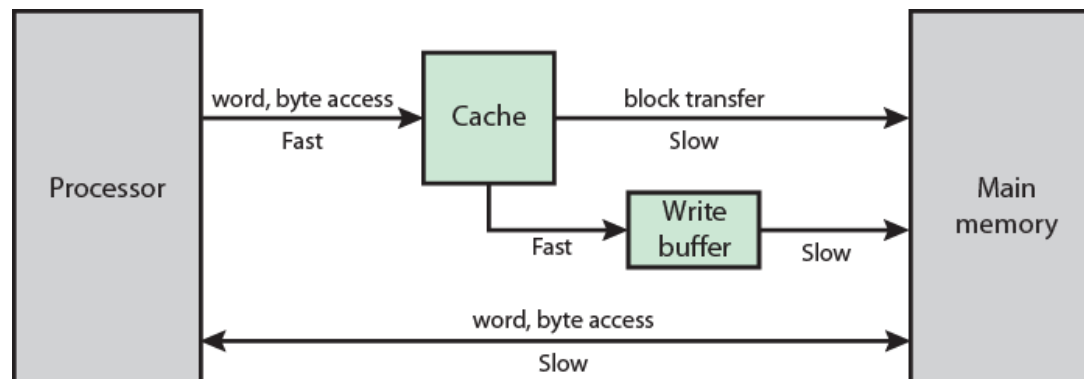 Processor
word, byte access
Fast
Cache
block transfer
Slow
Fast
Write
buffer
Slow
Main
memory
word, byte access
Slow